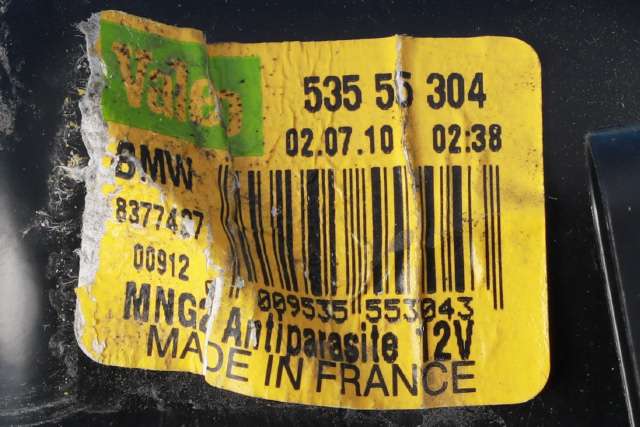 Valeo
535 55 304
02.07.10 02:38
BMW
8377437
00912
009535 553043
MNG2 Antiparasite 12V
MADE IN FRANCE